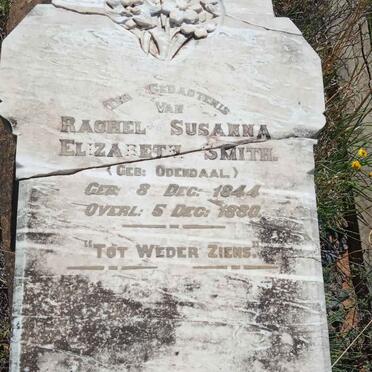 TER GEDACHTENIS
VAN
RACHEL SUSANNA
ELIZABETH SMITH.
(GEB: ODENDAAL.)
GEB: 8 DEC: 1844
OVERL: 5 DEC: 1880.
"TOT WEDER ZIENS."